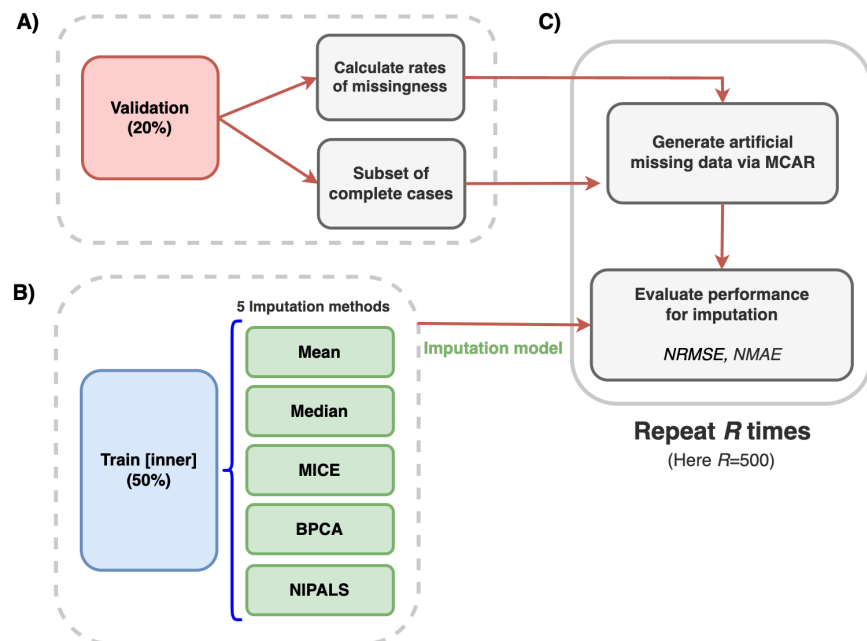 A)
Validation
(20%)
Calculate rates
of missingness
Subset of
complete cases
B)
5 Imputation methods
Train [inner]
(50%)
Mean
Median
MICE
BPCA
NIPALS
Imputation model
C)
Generate artificial
missing data via MCAR
Evaluate performance
for imputation
NRMSE, NMAE
Repeat R times
(Here R=500)